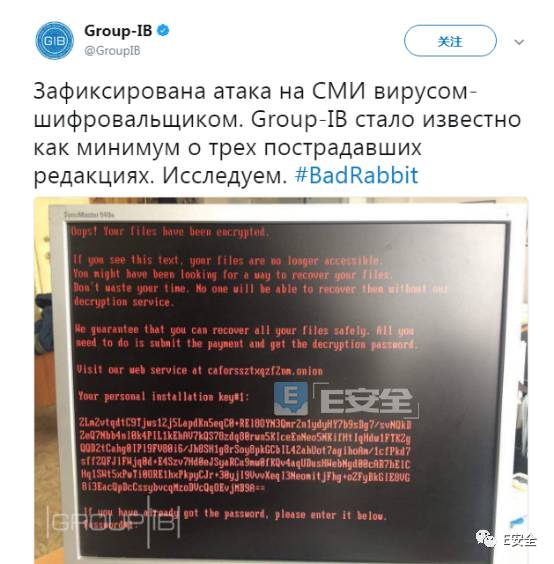 Group-IB
@GroupIB
关注
Зафиксирована атака на СМИ вирусом-
шифровальщиком. Group-IB стало известно
как минимум о трех пострадавших
редакциях. Исследуем. #BadRabbit
SyncMaster 940n
Oops! Your files have been encrypted.
If you see this text, your files are no longer accessible.
You might have been looking for a way to recover your files.
Don't waste your time. No one will be able to recover them without our
decryption service.
We guarantee that you can recover all your files safely. All you
need to do is submit the payment and get the decryption password.
Visit our web service at caforssztxqzf2nm.onion
Your personal installation key#1:
If you have already got the password, please enter it below.
Password#1:
E安全
GROUP IB
E安全